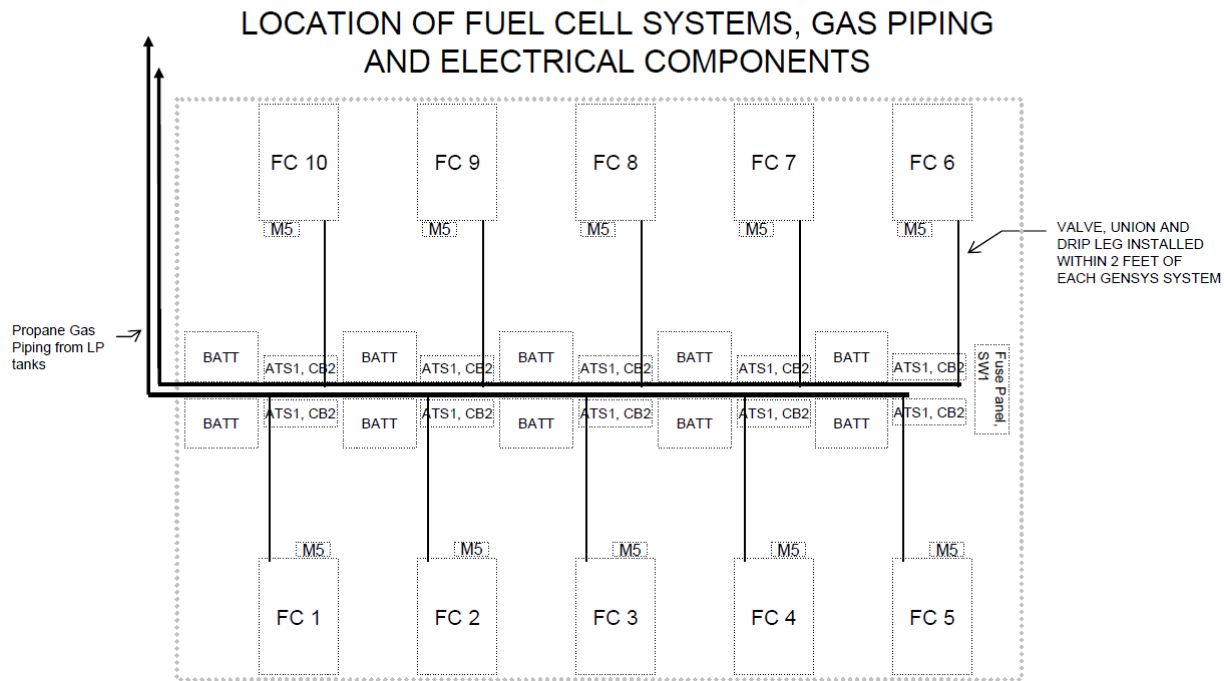 LOCATION OF FUEL CELL SYSTEMS, GAS PIPING
AND ELECTRICAL COMPONENTS
FC 10
FC 9
FC 8
FC 7
FC 6
M5
M5
M5
M5
M5
VALVE, UNION AND
DRIP LEG INSTALLED
WITHIN 2 FEET OF
EACH GENSYS SYSTEM
Propane Gas
Piping from LP
tanks
BATT
ATS1, CB2
BATT
ATS1, CB2
BATT
ATS1, CB2
BATT
ATS1, CB2
BATT
ATS1, CB2
Fuse Panel,
SW1
BATT
ATS1, CB2
BATT
ATS1, CB2
BATT
ATS1, CB2
BATT
ATS1, CB2
BATT
ATS1, CB2
M5
M5
M5
M5
M5
FC 1
FC 2
FC 3
FC 4
FC 5